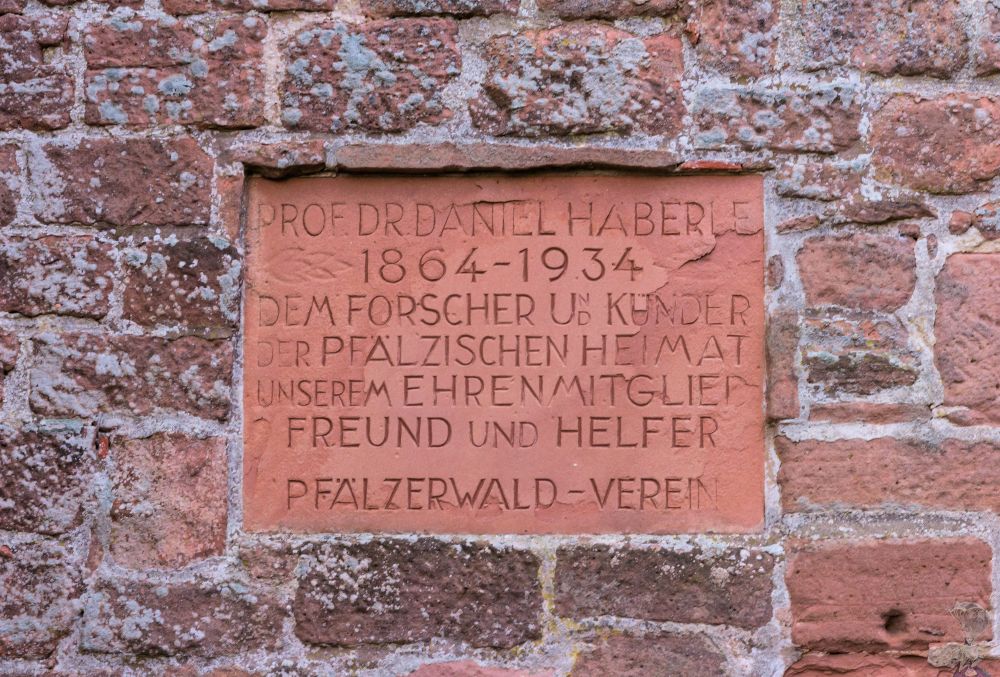 PROF. DR. DANIEL HÄBERLE
1864-1934
DEM FORSCHER UND KÜNDER
DER PFÄLZISCHEN HEIMAT
UNSEREM EHRENMITGLIED
FREUND UND HELFER
PFÄLZERWALD-VEREIN